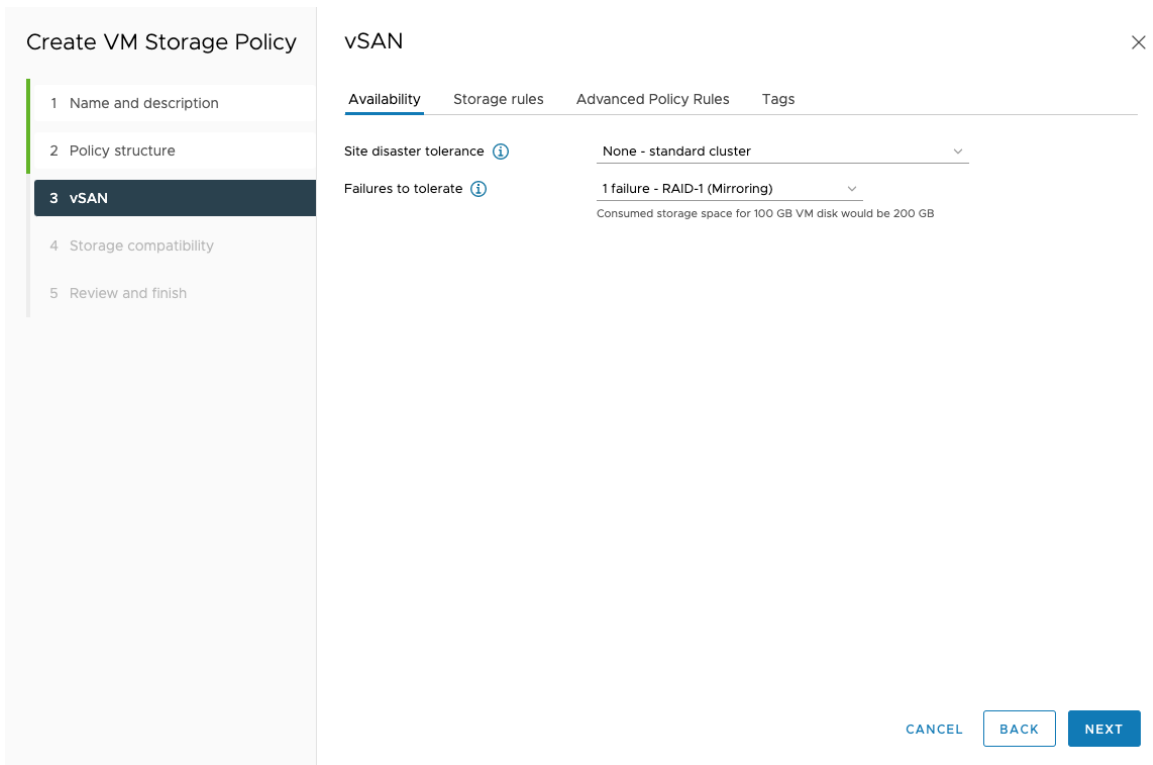 Create VM Storage Policy
1 Name and description
2 Policy structure
3 vSAN
4 Storage compatibility
5 Review and finish
vSAN
Availability Storage rules Advanced Policy Rules Tags
Site disaster tolerance None - standard cluster
Failures to tolerate 1 failure - RAID-1 (Mirroring)
Consumed storage space for 100 GB VM disk would be 200 GB
CANCEL BACK NEXT